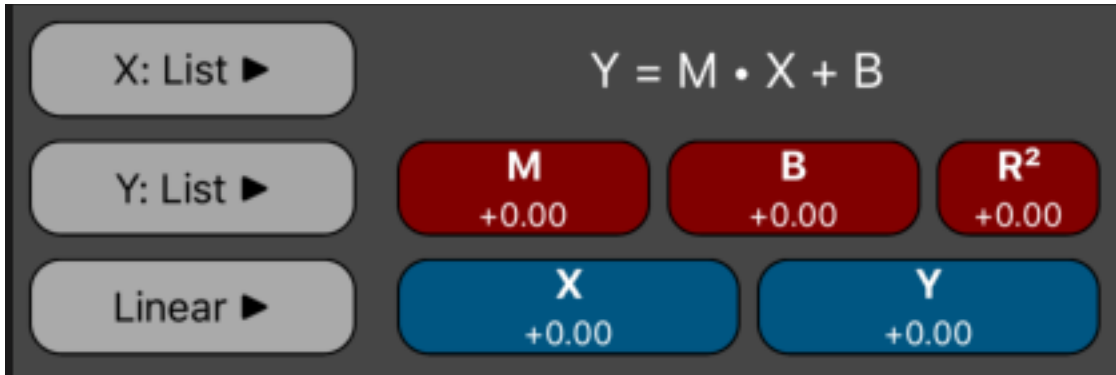 X: List ▶
Y = M • X + B
Y: List ▶
M
+0.00
B
+0.00
R²
+0.00
Linear ▶
X
+0.00
Y
+0.00